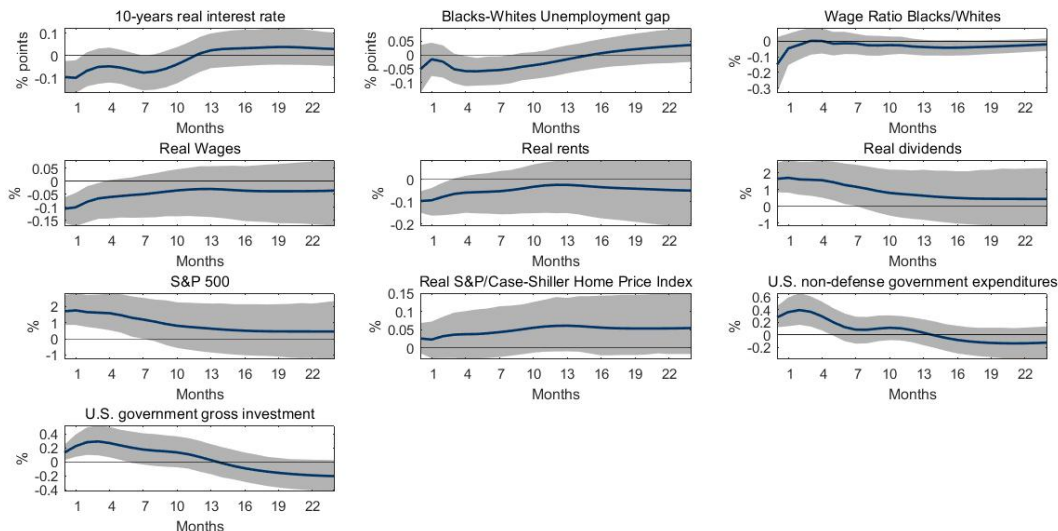 10-years real interest rate
0.1
0
-0.1
% points
1 4 7 10 13 16 19 22
Months
Blacks-Whites Unemployment gap
0.05
0
-0.05
-0.1
% points
1 4 7 10 13 16 19 22
Months
Wage Ratio Blacks/Whites
0
-0.1
-0.2
-0.3
%
1 4 7 10 13 16 19 22
Months
Real Wages
0.05
0
-0.05
-0.1
-0.15
%
1 4 7 10 13 16 19 22
Months
Real rents
0
-0.1
-0.2
%
1 4 7 10 13 16 19 22
Months
Real dividends
2
1
0
-1
%
1 4 7 10 13 16 19 22
Months
S&P 500
2
1
0
-1
%
1 4 7 10 13 16 19 22
Months
Real S&P/Case-Shiller Home Price Index
0.15
0.1
0.05
0
%
1 4 7 10 13 16 19 22
Months
U.S. non-defense government expenditures
0.6
0.4
0.2
0
-0.2
%
1 4 7 10 13 16 19 22
Months
U.S. government gross investment
0.4
0.2
0
-0.2
-0.4
%
1 4 7 10 13 16 19 22
Months